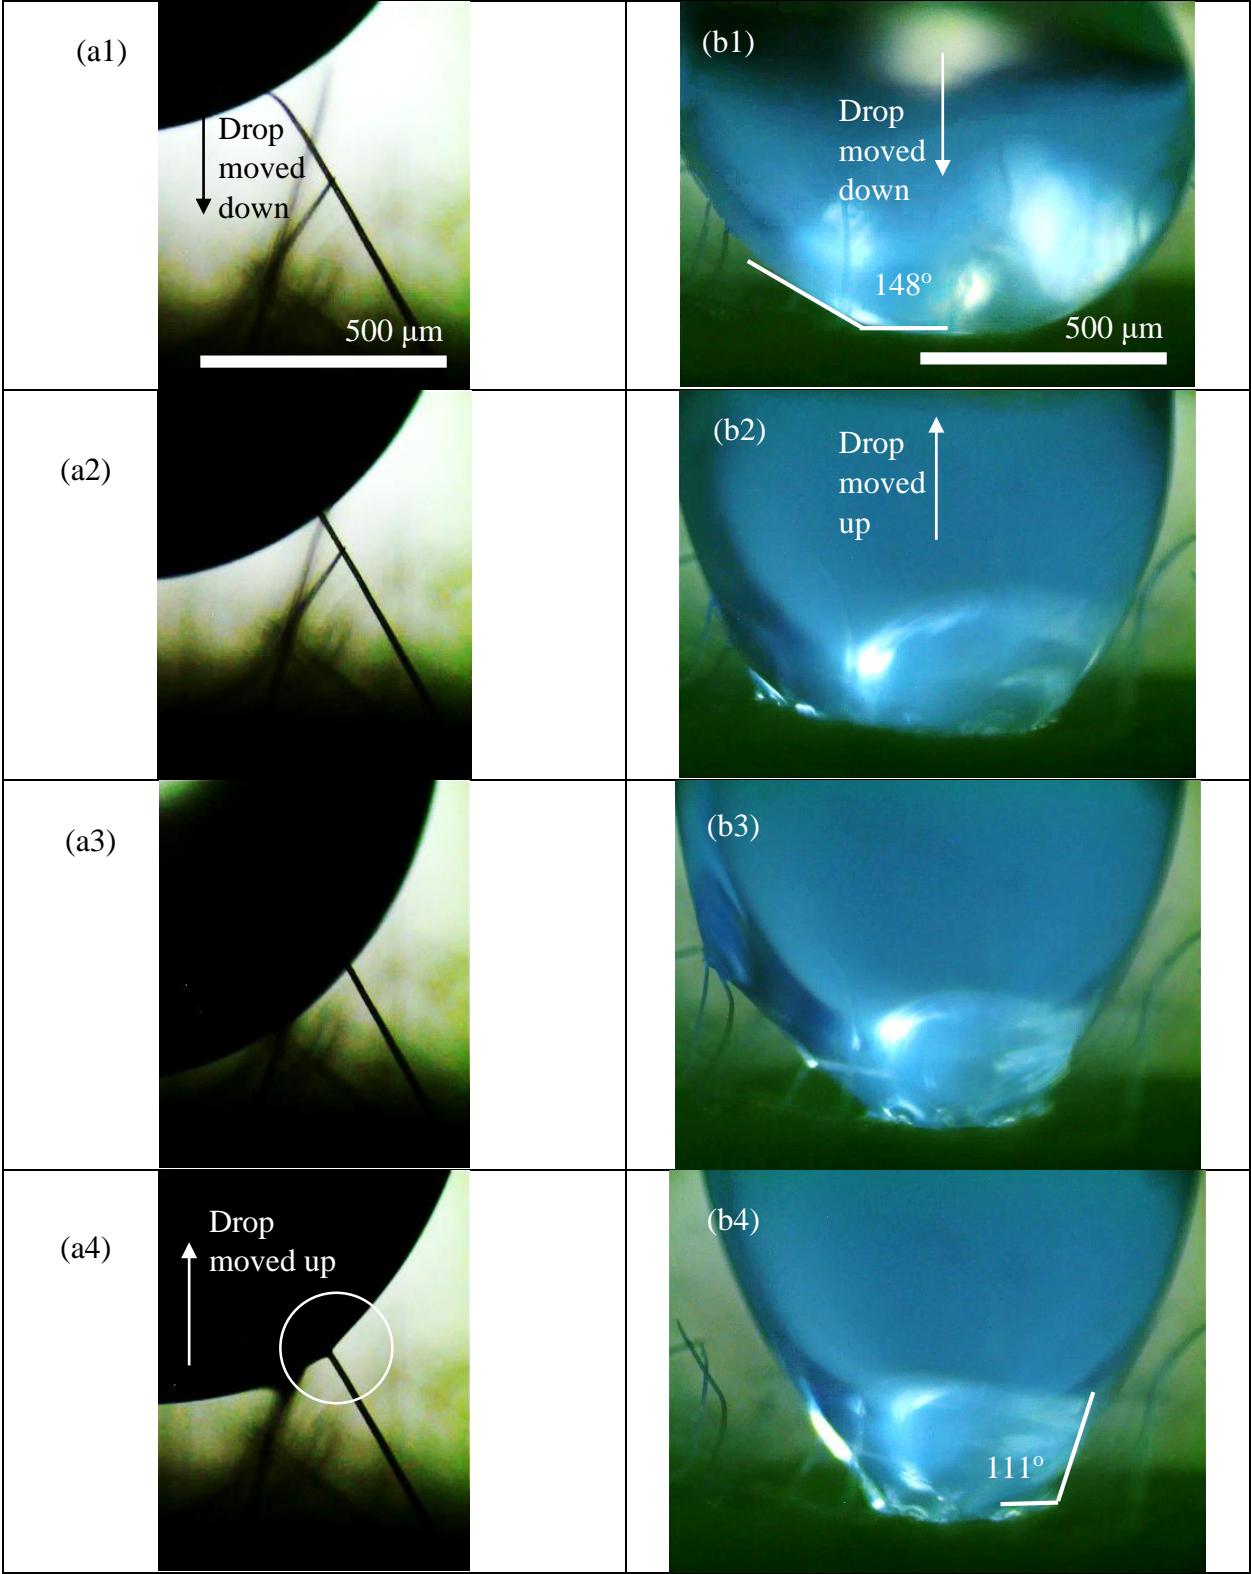 (a1)
Drop
moved
down
500 μm
(b1)
Drop
moved
down
148°
500 μm
(a2)
(b2)
Drop
moved
up
(a3)
(b3)
(a4)
Drop
moved up
(b4)
111°